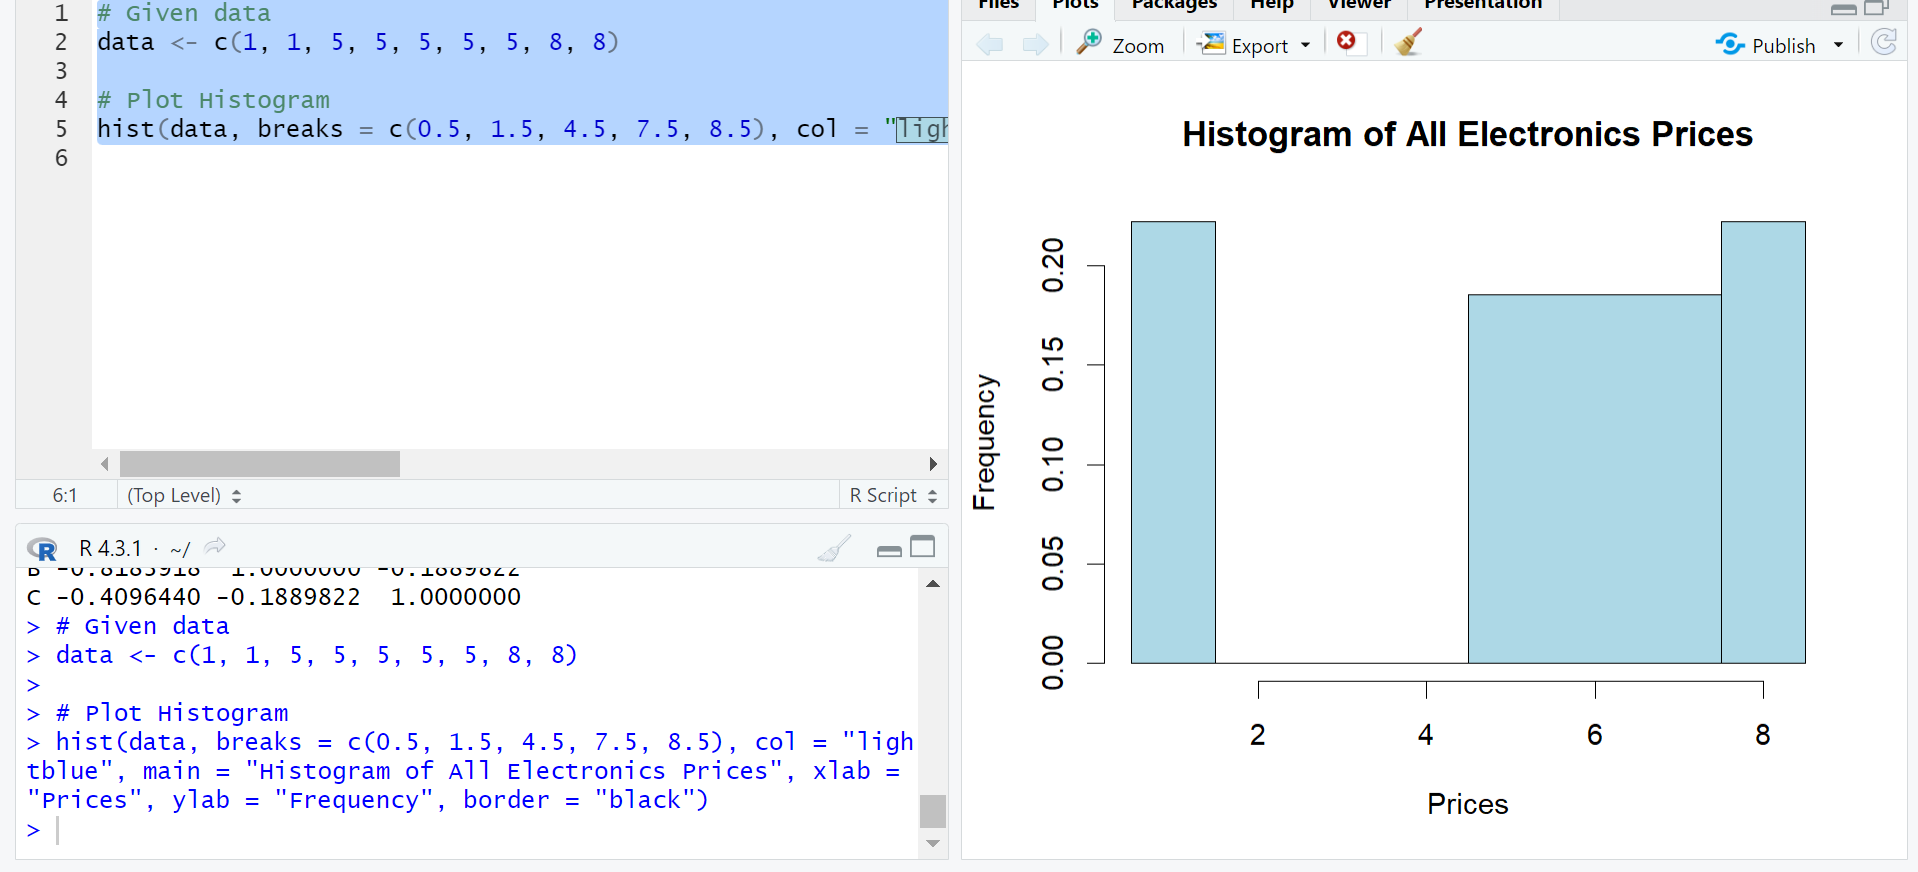 1 # Given data
2 data <- c(1, 1, 5, 5, 5, 5, 5, 8, 8)
3
4 # Plot Histogram
5 hist(data, breaks = c(0.5, 1.5, 4.5, 7.5, 8.5), col = "ligh
6
6:1 (Top Level) R Script
R 4.3.1 · ~/
B -0.8183918 1.0000000 -0.1889822
C -0.4096440 -0.1889822 1.0000000
> # Given data
> data <- c(1, 1, 5, 5, 5, 5, 5, 8, 8)
>
> # Plot Histogram
> hist(data, breaks = c(0.5, 1.5, 4.5, 7.5, 8.5), col = "ligh
tblue", main = "Histogram of All Electronics Prices", xlab =
"Prices", ylab = "Frequency", border = "black")
>
Files Plots Packages Help Viewer Presentation
Zoom Export Publish
Histogram of All Electronics Prices
Frequency
0.20
0.15
0.10
0.05
0.00
2 4 6 8
Prices